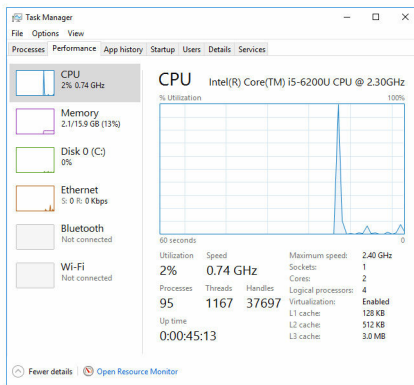 Task Manager
File Options View
Processes Performance App history Startup Users Details Services
CPU
2% 0.74 GHz
Memory
2.1/15.9 GB (13%)
Disk 0 (C:)
0%
Ethernet
S: 0 R: 0 Kbps
Bluetooth
Not connected
Wi-Fi
Not connected
CPU Intel(R) Core(TM) i5-6200U CPU @ 2.30GHz
% Utilization 100%
60 seconds 0
Utilization Speed
2% 0.74 GHz
Processes Threads Handles
95 1167 37697
Up time
0:00:45:13
Maximum speed: 2.40 GHz
Sockets: 1
Cores: 2
Logical processors: 4
Virtualization: Enabled
L1 cache: 128 KB
L2 cache: 512 KB
L3 cache: 3.0 MB
Fewer details Open Resource Monitor